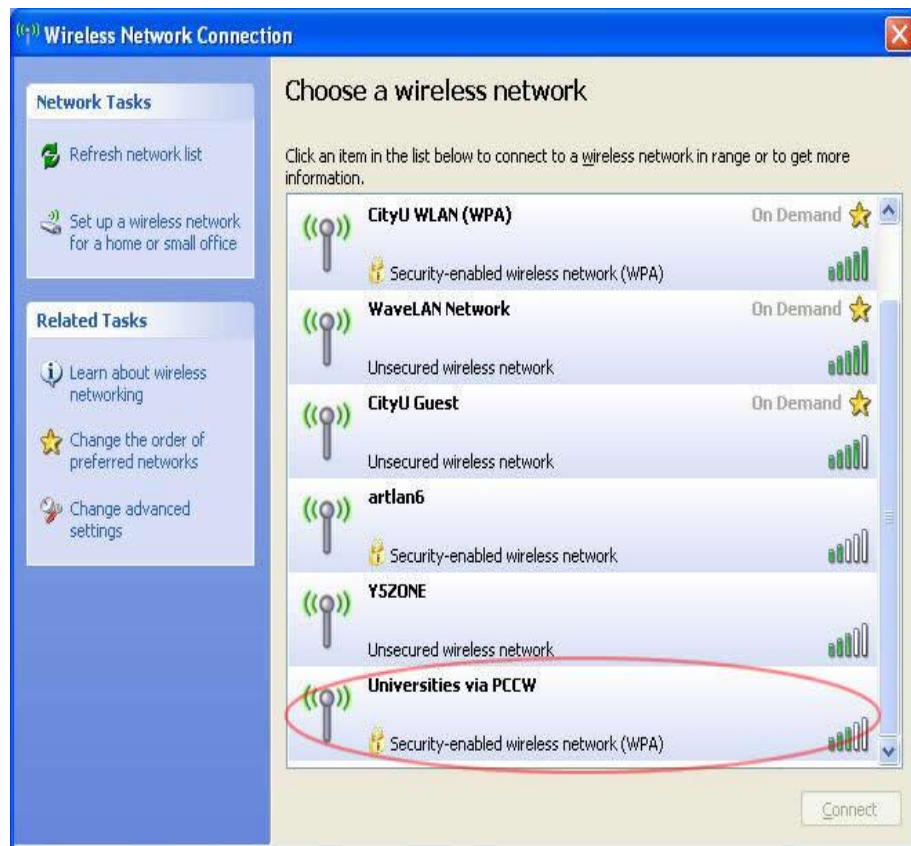 Wireless Network Connection
Network Tasks
Refresh network list
Set up a wireless network
for a home or small office
Related Tasks
Learn about wireless
networking
Change the order of
preferred networks
Change advanced
settings
Choose a wireless network
Click an item in the list below to connect to a wireless network in range or to get more
information.
CityU WLAN (WPA) On Demand
Security-enabled wireless network (WPA)
WaveLAN Network On Demand
Unsecured wireless network
CityU Guest On Demand
Unsecured wireless network
artlan6
Security-enabled wireless network
Y5ZONE
Unsecured wireless network
Universities via PCCW
Security-enabled wireless network (WPA)
Connect